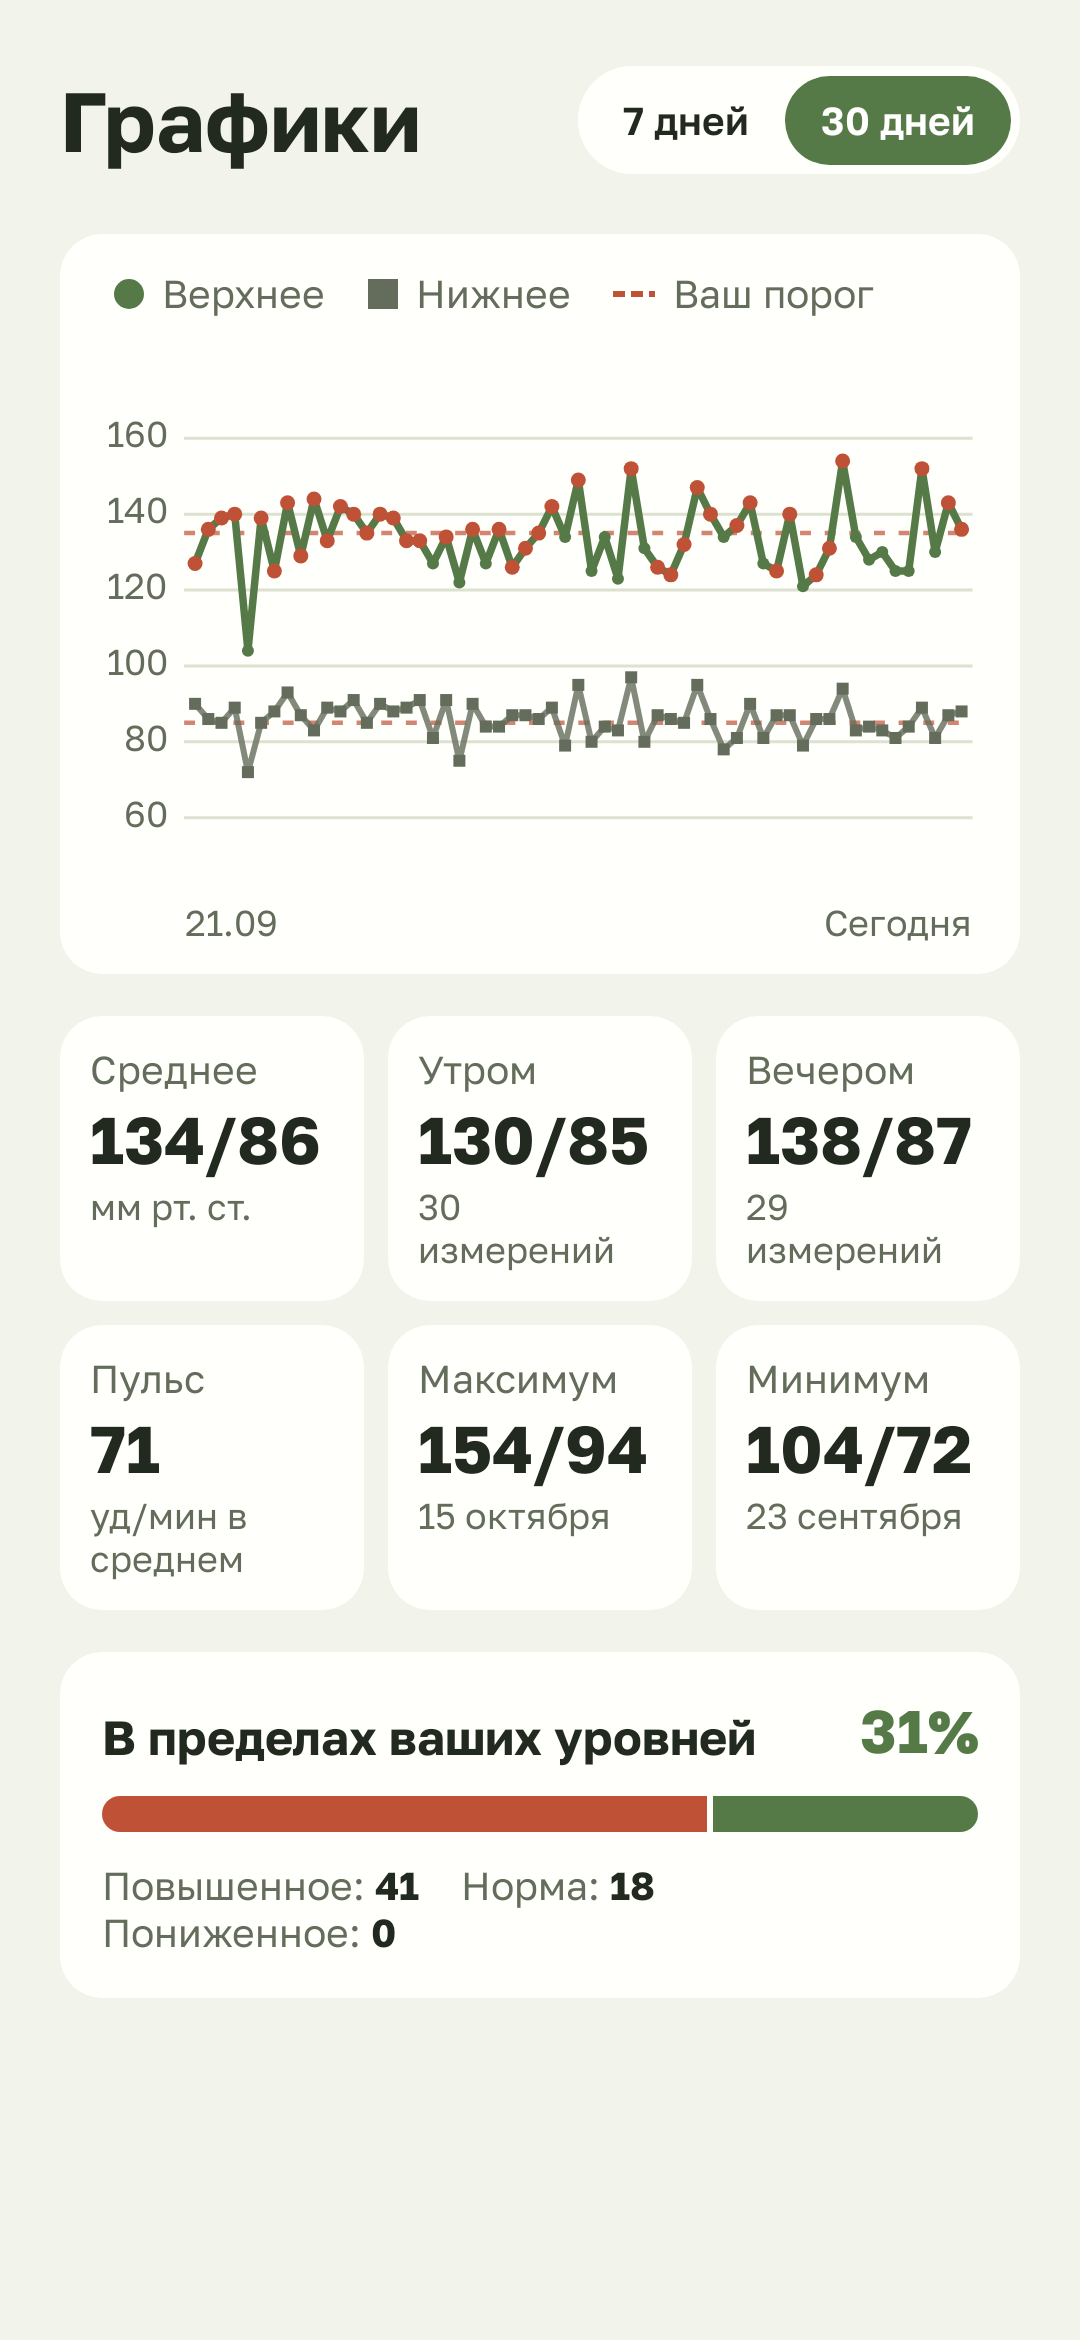 Графики
7 дней 30 дней
Верхнее Нижнее Ваш порог
160
140
120
100
80
60
21.09 Сегодня
Среднее
134/86
мм рт. ст.
Утром
130/85
30
измерений
Вечером
138/87
29
измерений
Пульс
71
уд/мин в
среднем
Максимум
154/94
15 октября
Минимум
104/72
23 сентября
В пределах ваших уровней 31%
Повышенное: 41 Норма: 18
Пониженное: 0